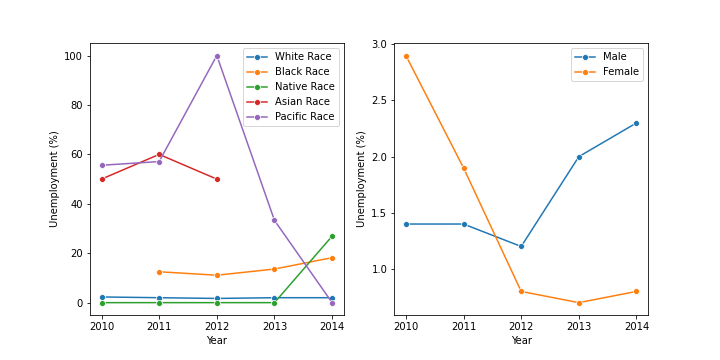 100
80
60
40
20
0
Unemployment (%)
2010 2011 2012 2013 2014
Year
White Race
Black Race
Native Race
Asian Race
Pacific Race
3.0
2.5
2.0
1.5
1.0
Unemployment (%)
2010 2011 2012 2013 2014
Year
Male
Female